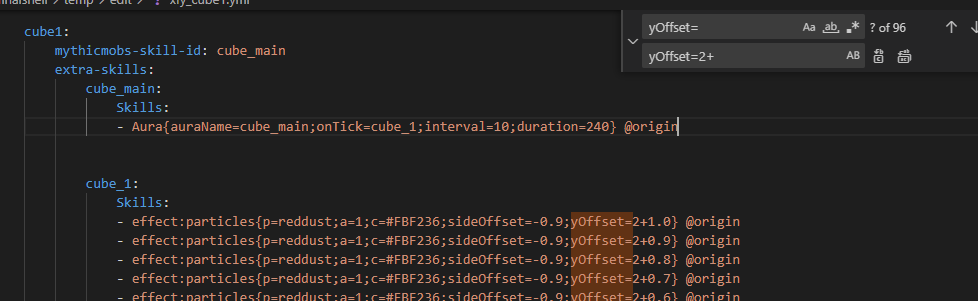 nalshell > temp > edit > ! xfy_cube1.yml
cube1:
mythicmobs-skill-id: cube_main
extra-skills:
cube_main:
Skills:
- Aura{auraName=cube_main;onTick=cube_1;interval=10;duration=240} @origin
cube_1:
Skills:
- effect:particles{p=reddust;a=1;c=#FBF236;sideOffset=-0.9;yOffset=2+1.0} @origin
- effect:particles{p=reddust;a=1;c=#FBF236;sideOffset=-0.9;yOffset=2+0.9} @origin
- effect:particles{p=reddust;a=1;c=#FBF236;sideOffset=-0.9;yOffset=2+0.8} @origin
- effect:particles{p=reddust;a=1;c=#FBF236;sideOffset=-0.9;yOffset=2+0.7} @origin
- effect:particles{p=reddust;a=1;c=#FBF236;sideOffset=-0.9;yOffset=2+0.6} @origin
yOffset= Aa ab .* ? of 96
yOffset=2+ AB